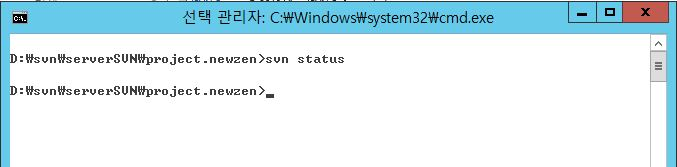 선택 관리자: C:₩Windows₩system32₩cmd.exe
D:₩svn₩serverSVN₩project.newzen>svn status
D:₩svn₩serverSVN₩project.newzen>